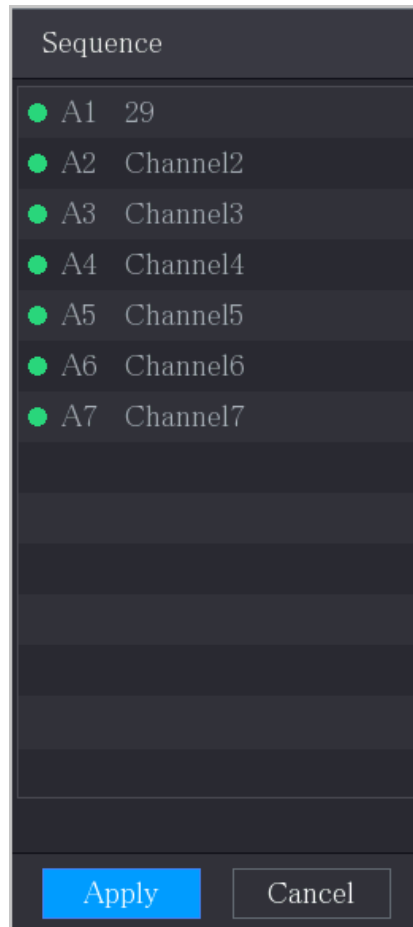 Sequence
A1 29
A2 Channel2
A3 Channel3
A4 Channel4
A5 Channel5
A6 Channel6
A7 Channel7
Apply Cancel